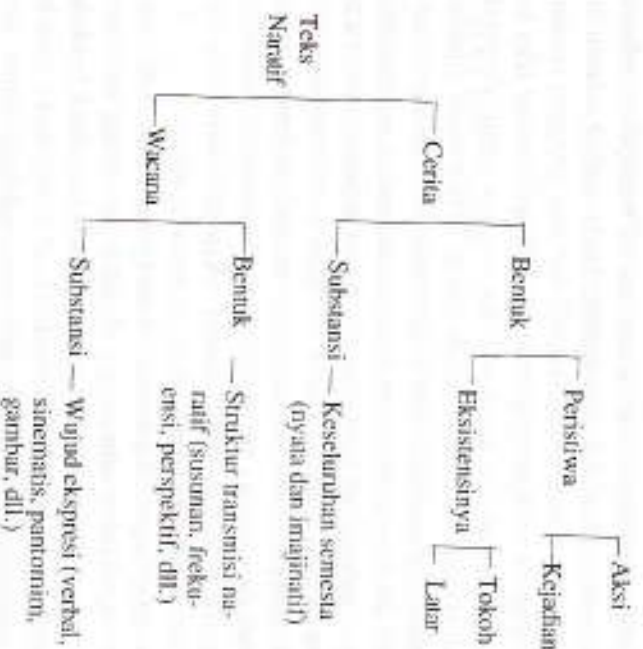 Aksi
Peristiwa
Kejadian
Bentuk
Tokoh
Eksistensinya
Latar
Cerita
Substansi — Keseluruhan semesta
(nyata dan imajinatif)
Teks
Naratif
Bentuk — Struktur transmisi na-
ratif (susunan, freku-
ensi, perspektif, dll.)
Wacana
Substansi — Wujud ekspresi (verbal,
sinematis, pantomim,
gambar, dll.)